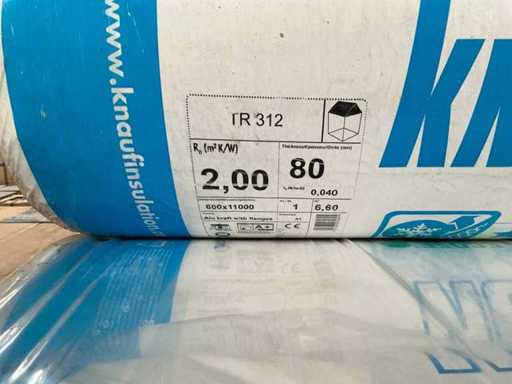 www.knaufinsulation.
KN
TR 312
R_D (m² K/W)
2,00
80
0,040
600x11000
1
6,60
Alu kraft with flanges
A+
CE